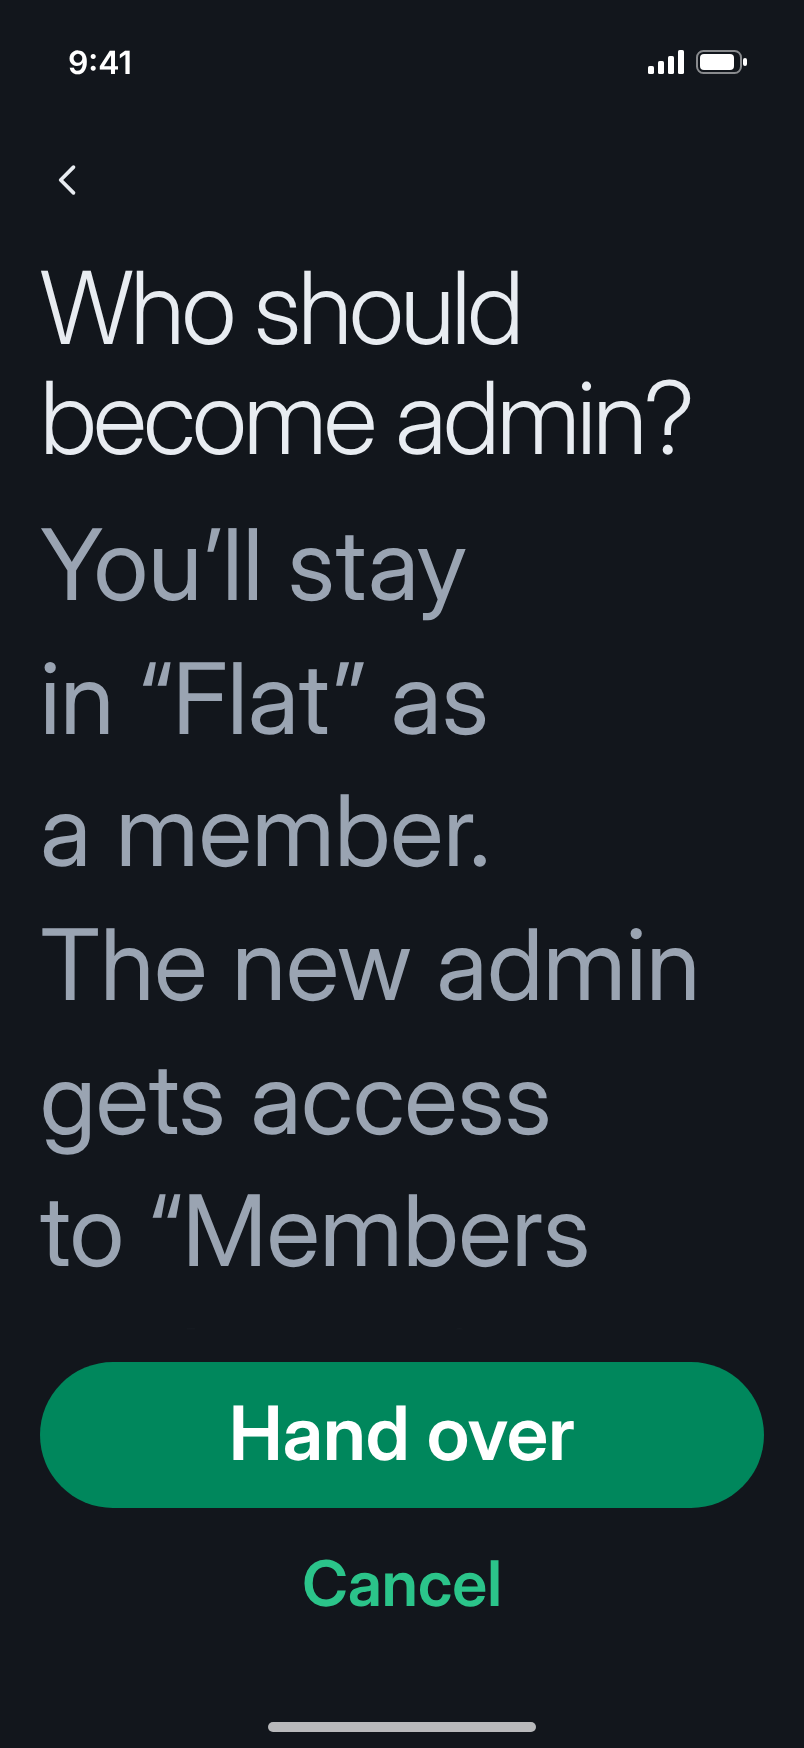 9:41
Who should
become admin?
You’ll stay
in “Flat” as
a member.
The new admin
gets access
to “Members
Hand over
Cancel